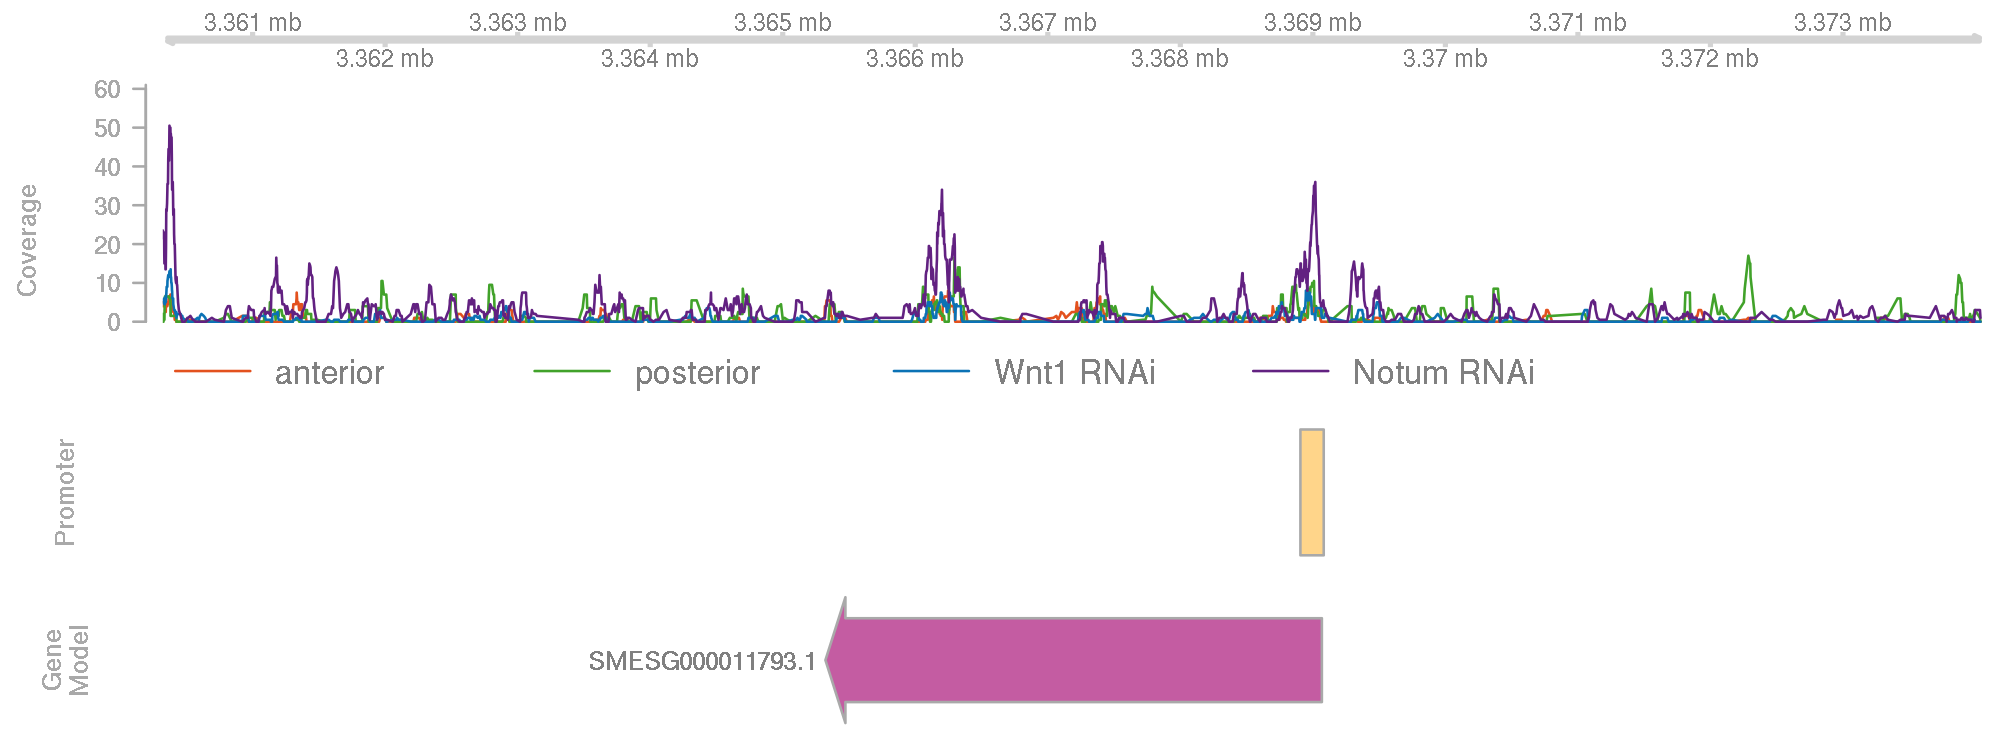 3.361 mb 3.363 mb 3.365 mb 3.367 mb 3.369 mb 3.371 mb 3.373 mb
3.362 mb 3.364 mb 3.366 mb 3.368 mb 3.37 mb 3.372 mb
60
50
40
30
20
10
0
Coverage
anterior posterior Wnt1 RNAi Notum RNAi
Promoter
Gene
Model
SMESG000011793.1